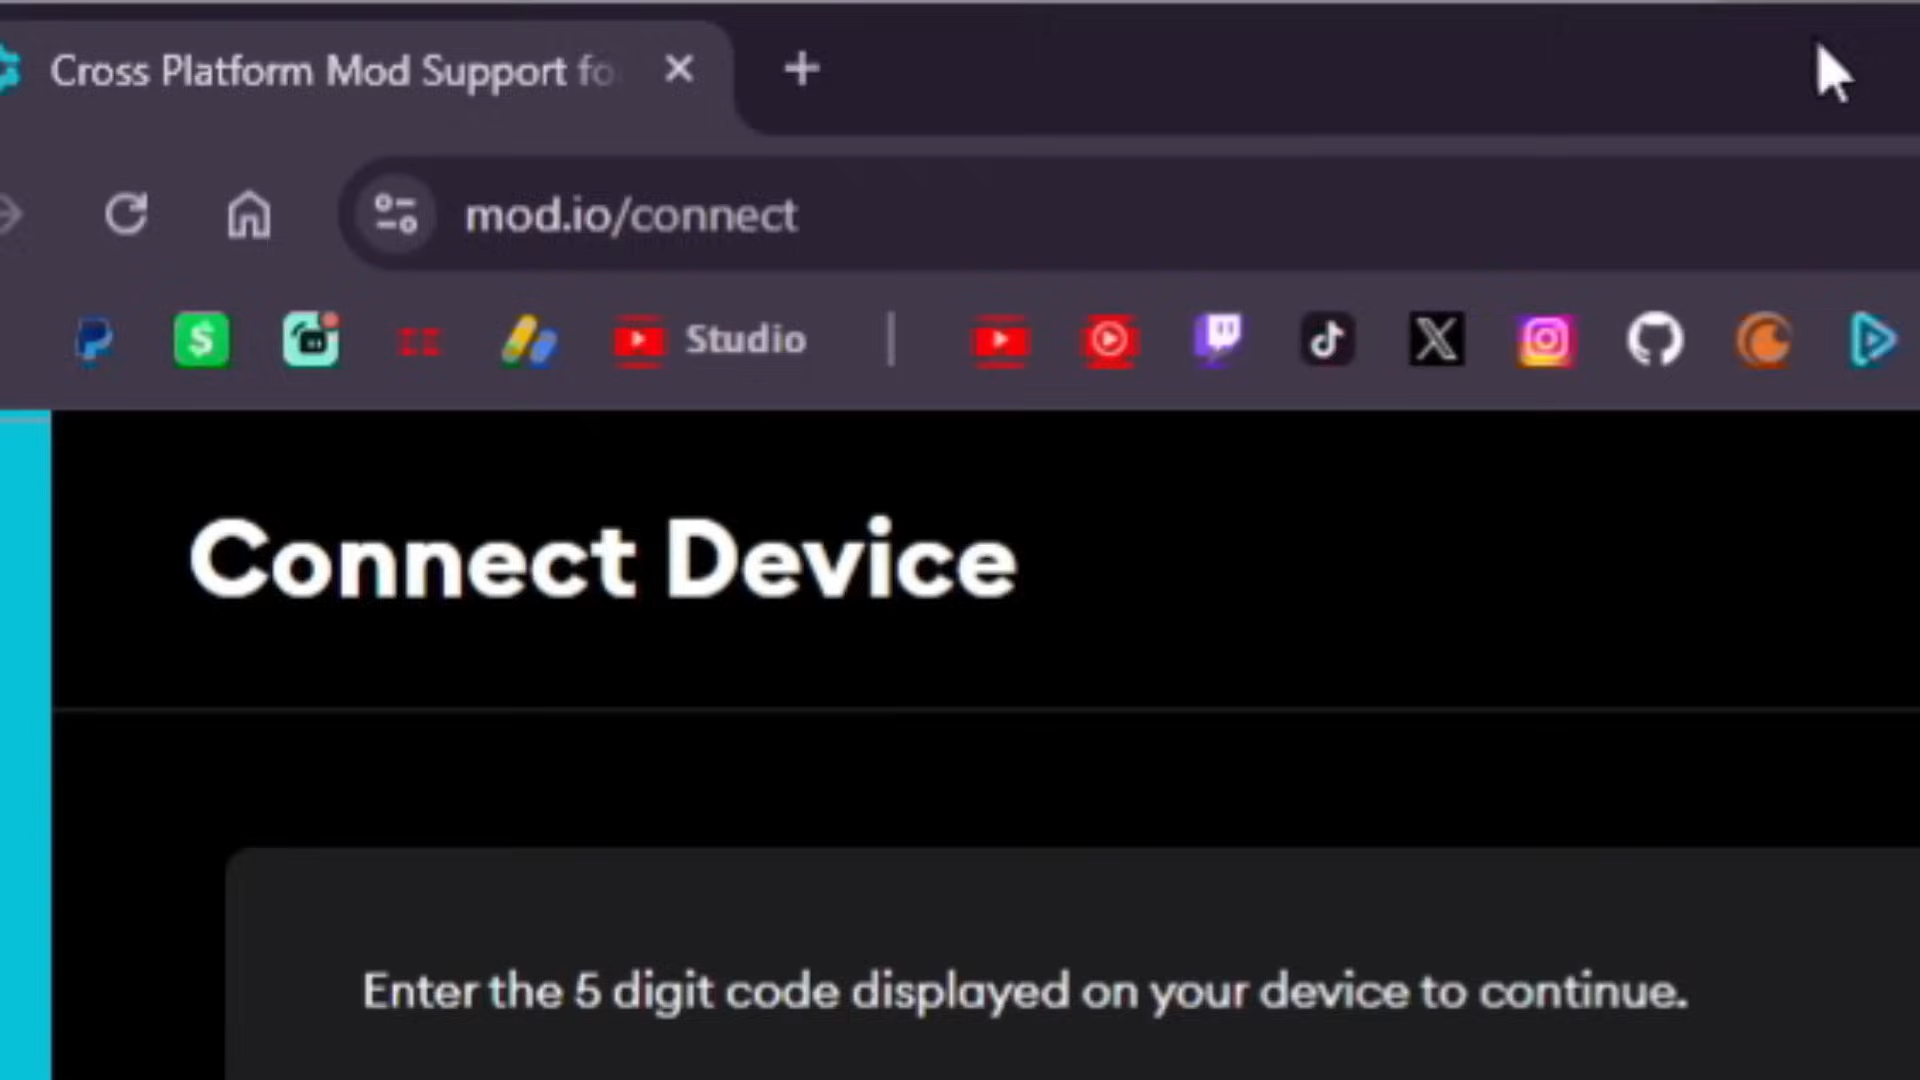 Cross Platform Mod Support fo
mod.io/connect
Studio
Connect Device
Enter the 5 digit code displayed on your device to continue.